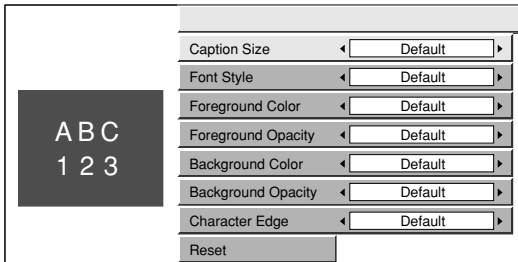 ABC
123
Caption Size Default
Font Style Default
Foreground Color Default
Foreground Opacity Default
Background Color Default
Background Opacity Default
Character Edge Default
Reset